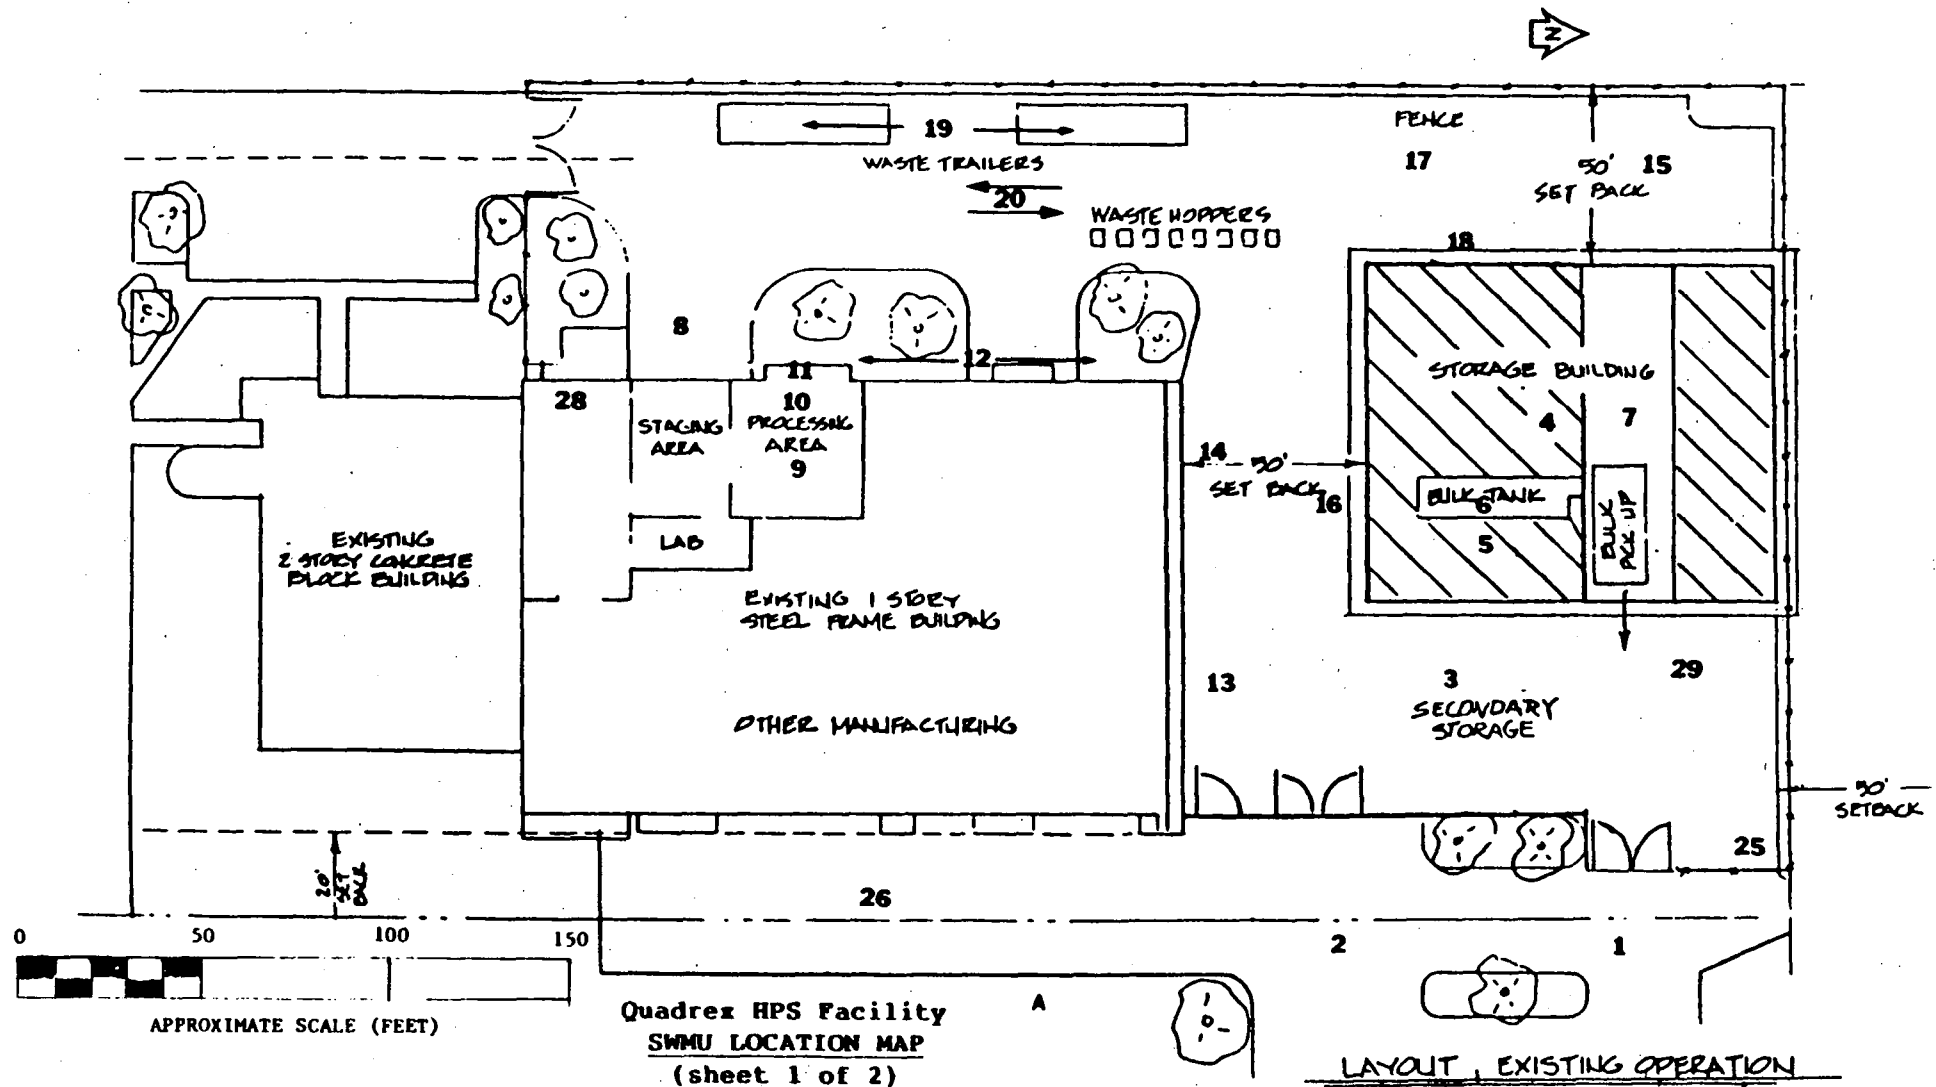 N
FENCE
19
WASTE TRAILERS
17
50'
15
SET BACK
20
WASTE HOPPERS
18
8
12
11
STORAGE BUILDING
28
10
STAGING
AREA
PROCESSING
AREA
9
4
7
14
50'
SET BACK
16
BULK TANK
6
BULK
PICK UP
5
LAB
EXISTING
2 STORY CONCRETE
BLOCK BUILDING
EXISTING 1 STORY
STEEL FRAME BUILDING
13
3
29
SECONDARY
STORAGE
OTHER MANUFACTURING
50'
SETBACK
25
20'
SET
BACK
26
0 50 100 150
2
1
APPROXIMATE SCALE (FEET)
A
Quadrex HPS Facility
SWMU LOCATION MAP
(sheet 1 of 2)
LAYOUT, EXISTING OPERATION